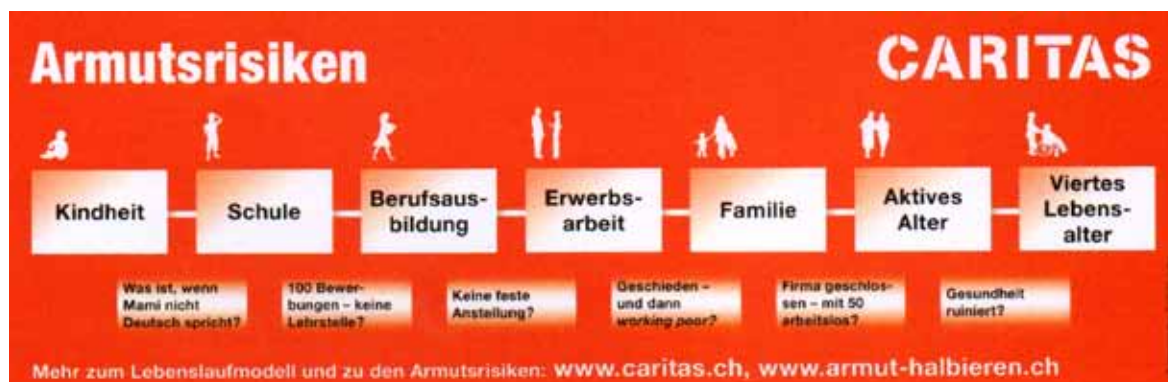 Armutsrisiken
CARITAS
Kindheit
Schule
Berufsaus-
bildung
Erwerbs-
arbeit
Familie
Aktives
Alter
Viertes
Lebens-
alter
Was ist, wenn
Mami nicht
Deutsch spricht?
100 Bewer-
bungen – keine
Lehrstelle?
Keine feste
Anstellung?
Geschieden –
und dann
working poor?
Firma geschlos-
sen – mit 50
arbeitslos?
Gesundheit
ruiniert?
Mehr zum Lebenslaufmodell und zu den Armutsrisiken: www.caritas.ch, www.armut-halbieren.ch